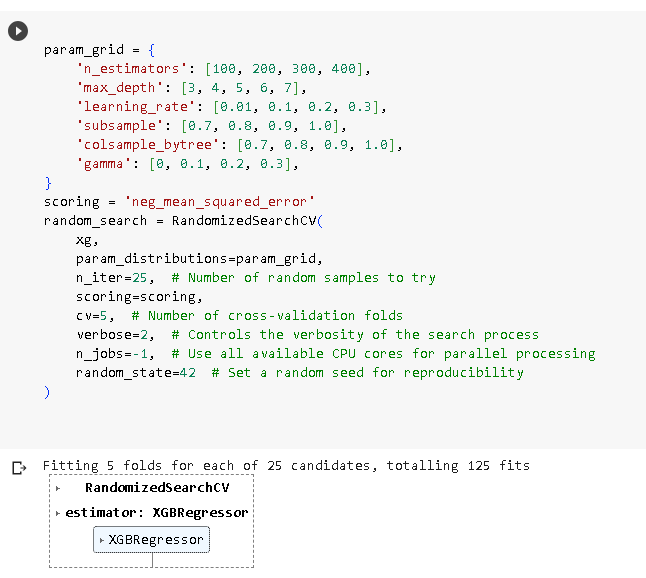 param_grid = {
    'n_estimators': [100, 200, 300, 400],
    'max_depth': [3, 4, 5, 6, 7],
    'learning_rate': [0.01, 0.1, 0.2, 0.3],
    'subsample': [0.7, 0.8, 0.9, 1.0],
    'colsample_bytree': [0.7, 0.8, 0.9, 1.0],
    'gamma': [0, 0.1, 0.2, 0.3],
}
scoring = 'neg_mean_squared_error'
random_search = RandomizedSearchCV(
    xg,
    param_distributions=param_grid,
    n_iter=25,  # Number of random samples to try
    scoring=scoring,
    cv=5,  # Number of cross-validation folds
    verbose=2,  # Controls the verbosity of the search process
    n_jobs=-1,  # Use all available CPU cores for parallel processing
    random_state=42  # Set a random seed for reproducibility
)
Fitting 5 folds for each of 25 candidates, totalling 125 fits
RandomizedSearchCV
estimator: XGBRegressor
XGBRegressor